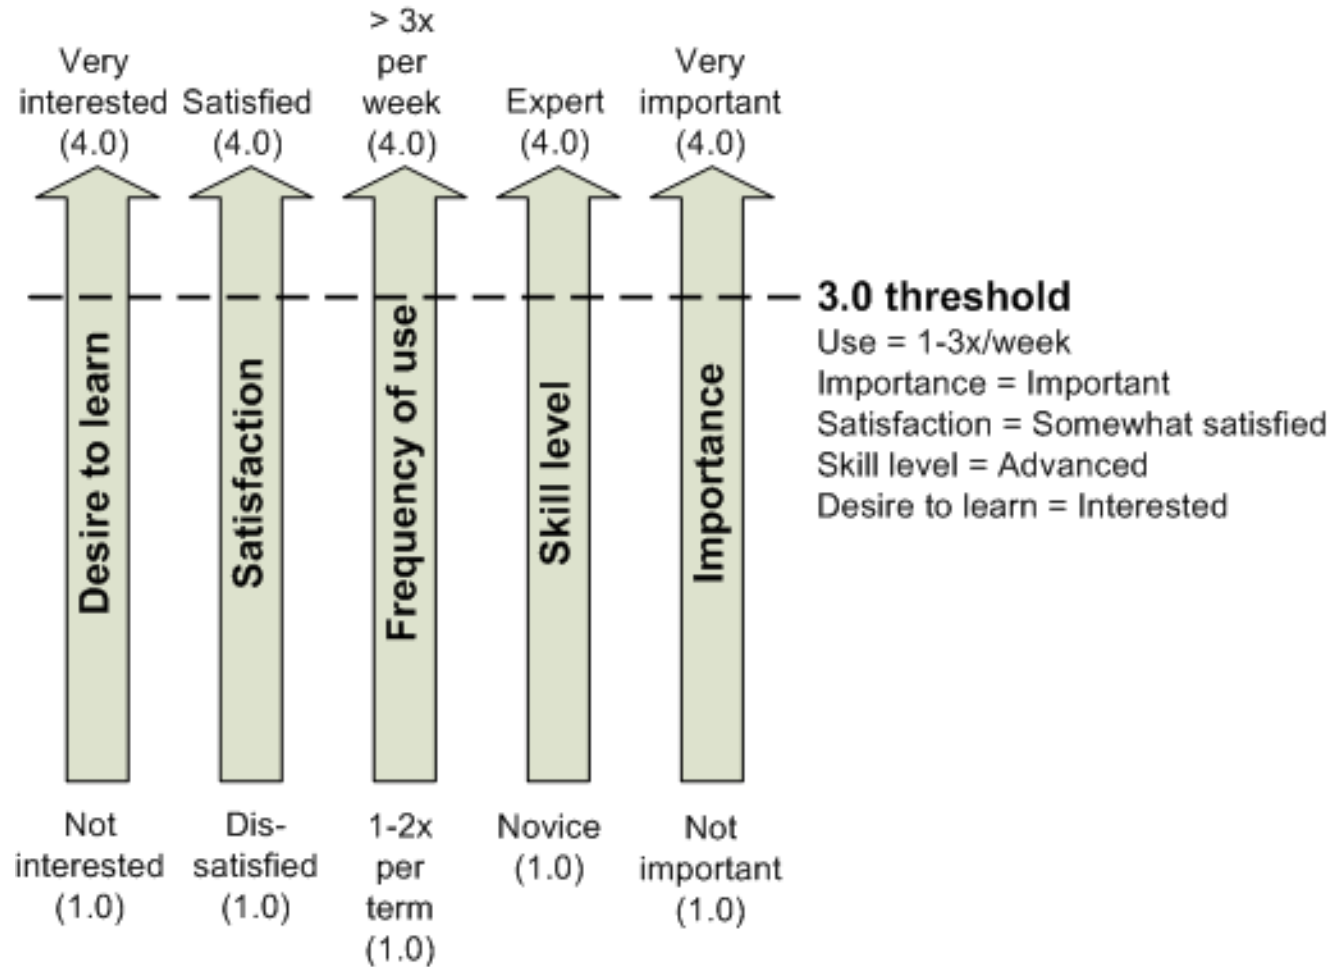 Very
interested
(4.0)
Satisfied
(4.0)
> 3x
per
week
(4.0)
Expert
(4.0)
Very
important
(4.0)
Desire to learn
Satisfaction
Frequency of use
Skill level
Importance
3.0 threshold
Use = 1-3x/week
Importance = Important
Satisfaction = Somewhat satisfied
Skill level = Advanced
Desire to learn = Interested
Not
interested
(1.0)
Dis-
satisfied
(1.0)
1-2x
per
term
(1.0)
Novice
(1.0)
Not
important
(1.0)